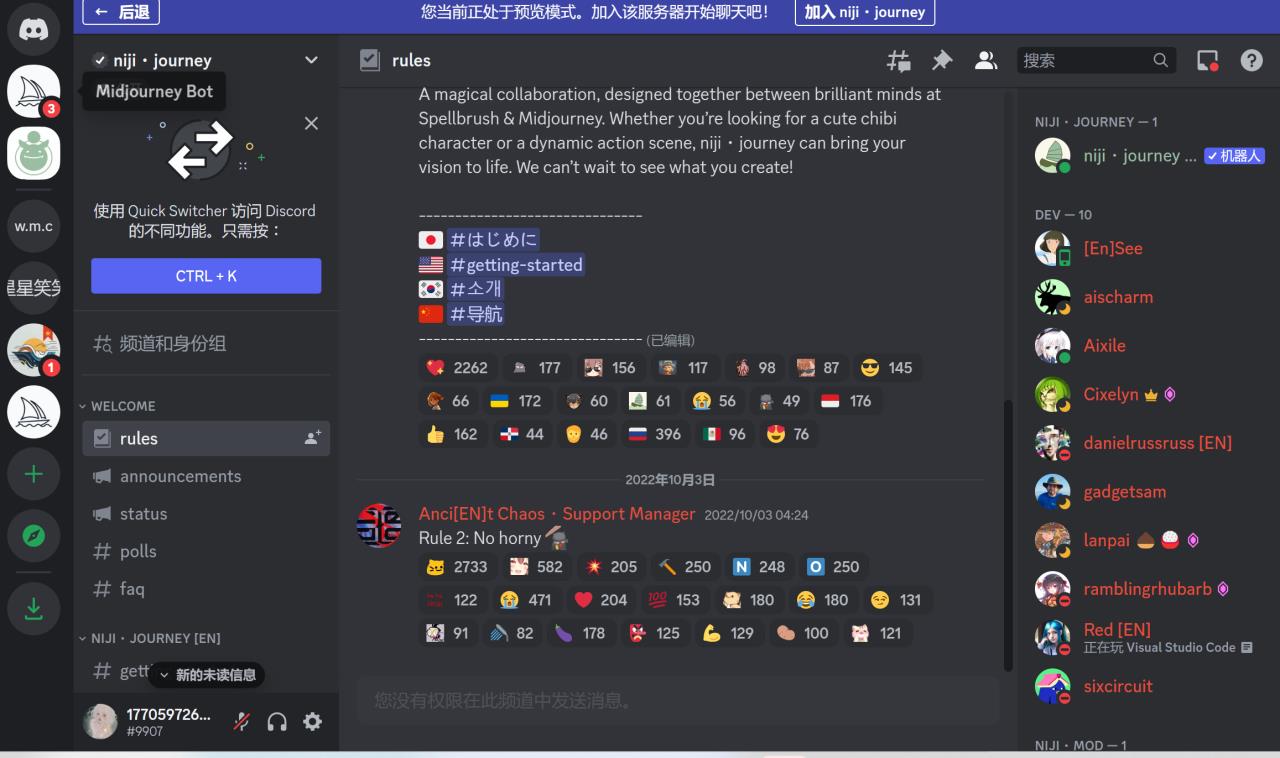 ← 后退
您当前正处于预览模式。加入该服务器开始聊天吧！
加入 niji・journey
niji・journey
Midjourney Bot
3
w.m.c
星星笑笑
1
使用 Quick Switcher 访问 Discord
的不同功能。只需按：
CTRL + K
频道和身份组
WELCOME
rules
announcements
status
polls
faq
NIJI・JOURNEY [EN]
新的未读信息
177059726...
#9907
rules
搜索
A magical collaboration, designed together between brilliant minds at
Spellbrush & Midjourney. Whether you're looking for a cute chibi
character or a dynamic action scene, niji・journey can bring your
vision to life. We can't wait to see what you create!
-------------------------------
#はじめに
#getting-started
#소개
#导航
------------------------------- (已编辑)
2262 177 156 117 98 87 145
66 172 60 61 56 49 176
162 44 46 396 96 76
2022年10月3日
Anci[EN]t Chaos・Support Manager 2022/10/03 04:24
Rule 2: No horny
2733 582 205 250 N 248 O 250
122 471 204 100 153 180 180 131
91 82 178 125 129 100 121
您没有权限在此频道中发送消息。
NIJI・JOURNEY — 1
niji・journey ... 机器人
DEV — 10
[En]See
aischarm
Aixile
Cixelyn
danielrussruss [EN]
gadgetsam
lanpai
ramblingrhubarb
Red [EN]
正在玩 Visual Studio Code
sixcircuit
NIJI・MOD — 1